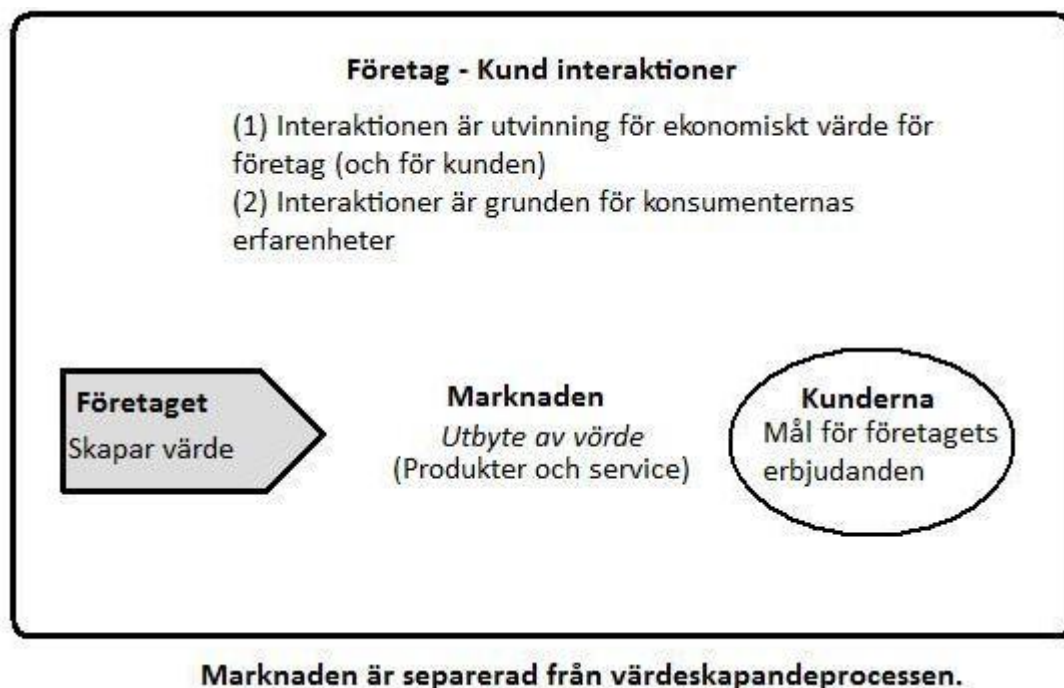 Företag - Kund interaktioner
(1) Interaktionen är utvinning för ekonomiskt värde för
företag (och för kunden)
(2) Interaktioner är grunden för konsumenternas
erfarenheter
Företaget
Skapar värde
Marknaden
Utbyte av vörde
(Produkter och service)
Kunderna
Mål för företagets
erbjudanden
Marknaden är separerad från värdeskapandeprocessen.